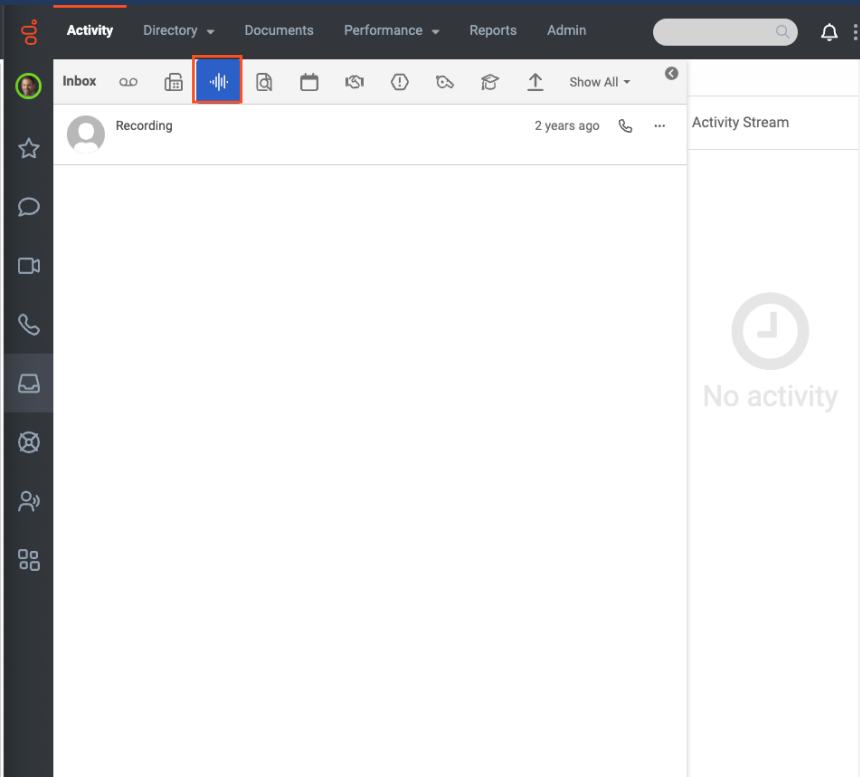 Activity Directory Documents Performance Reports Admin
Inbox Show All
Recording 2 years ago
Activity Stream
No activity